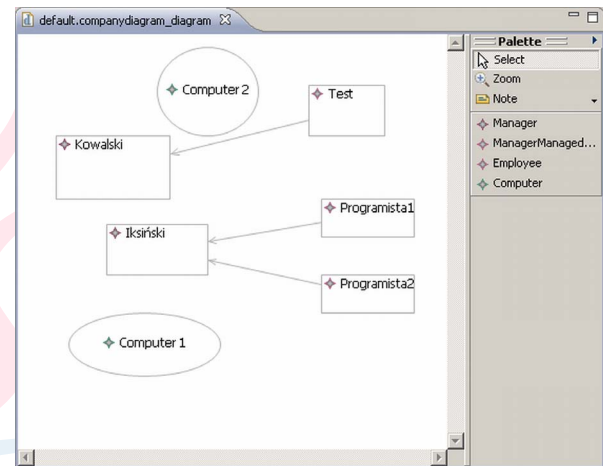 default.companydiagram_diagram
Computer 2
Test
Kowalski
Programista1
Iksiński
Programista2
Computer 1
Palette
Select
Zoom
Note
Manager
ManagerManaged...
Employee
Computer